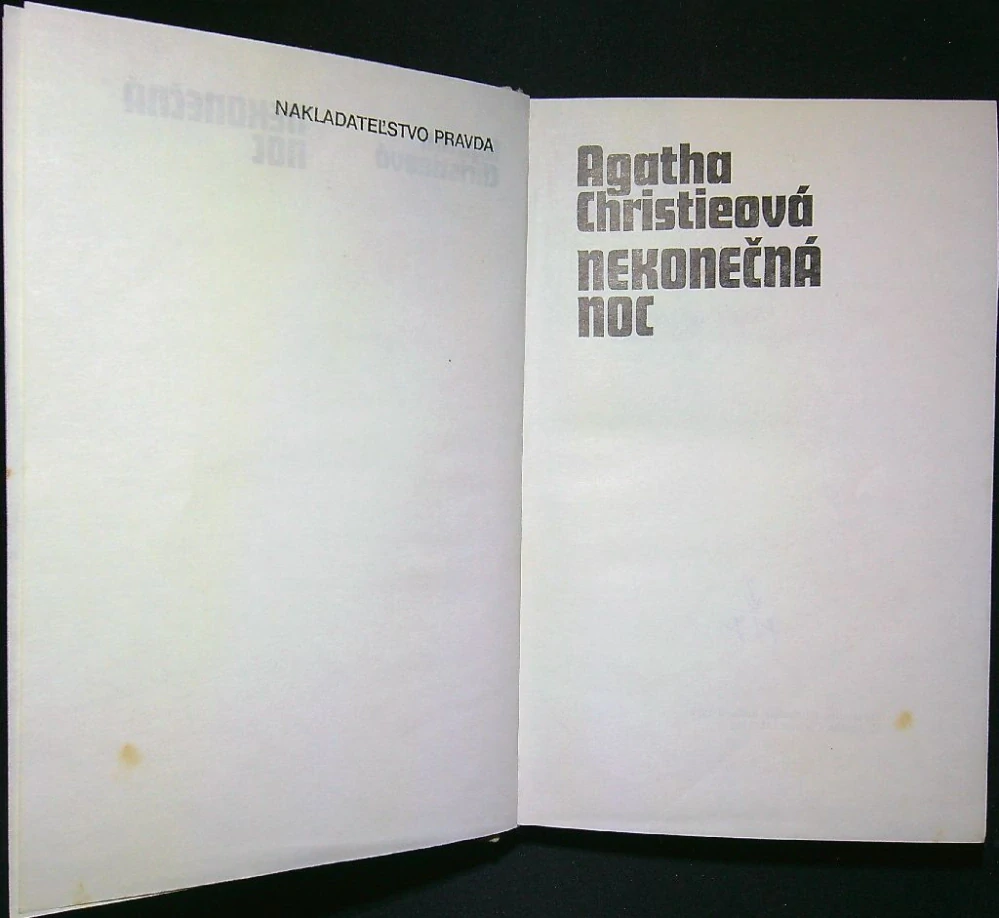 NAKLADATEĽSTVO PRAVDA
Agatha
Christieová
NEKONEČNÁ
NOC